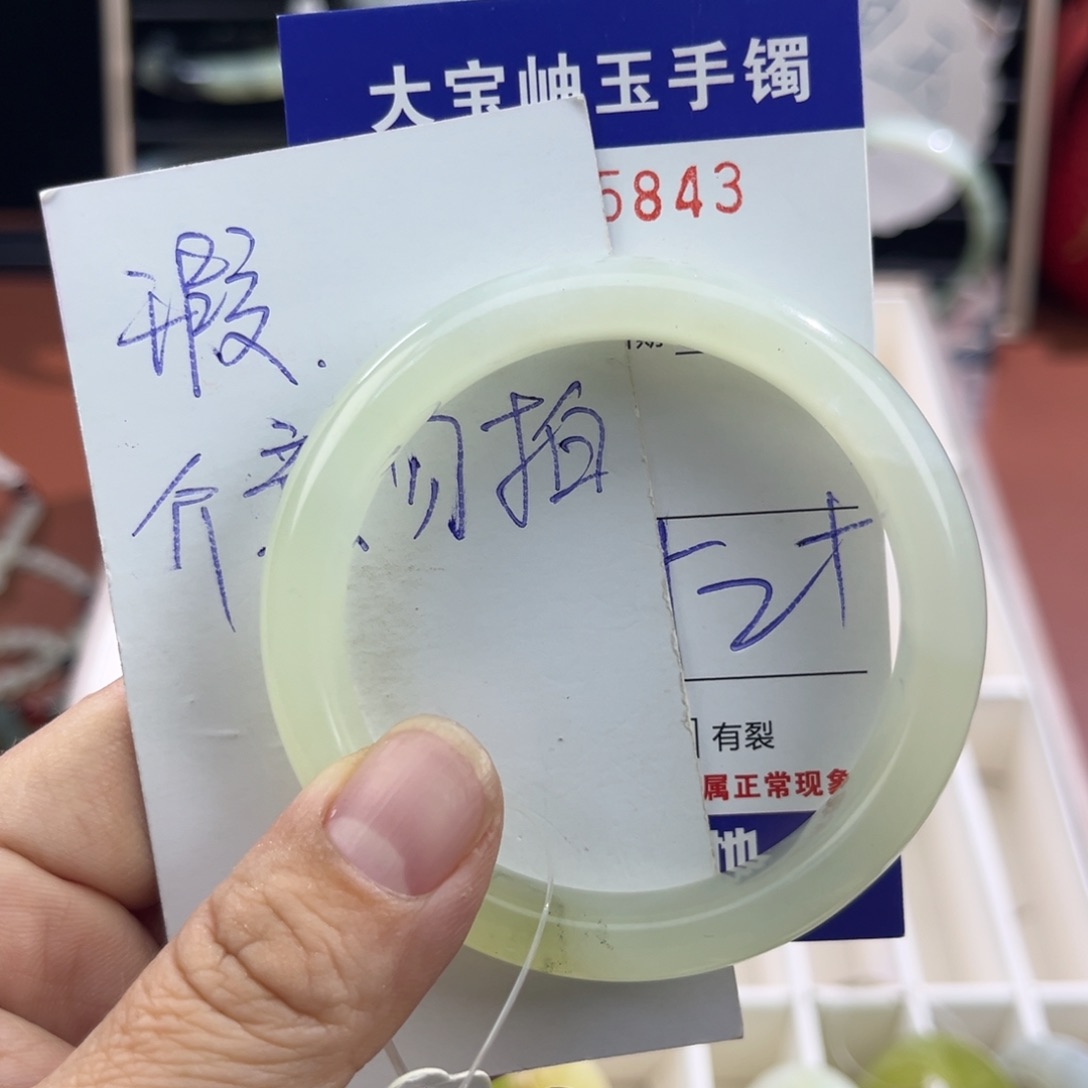 大宝岫玉手镯
5843
瑕.
介意勿拍
有裂
属正常现象
地